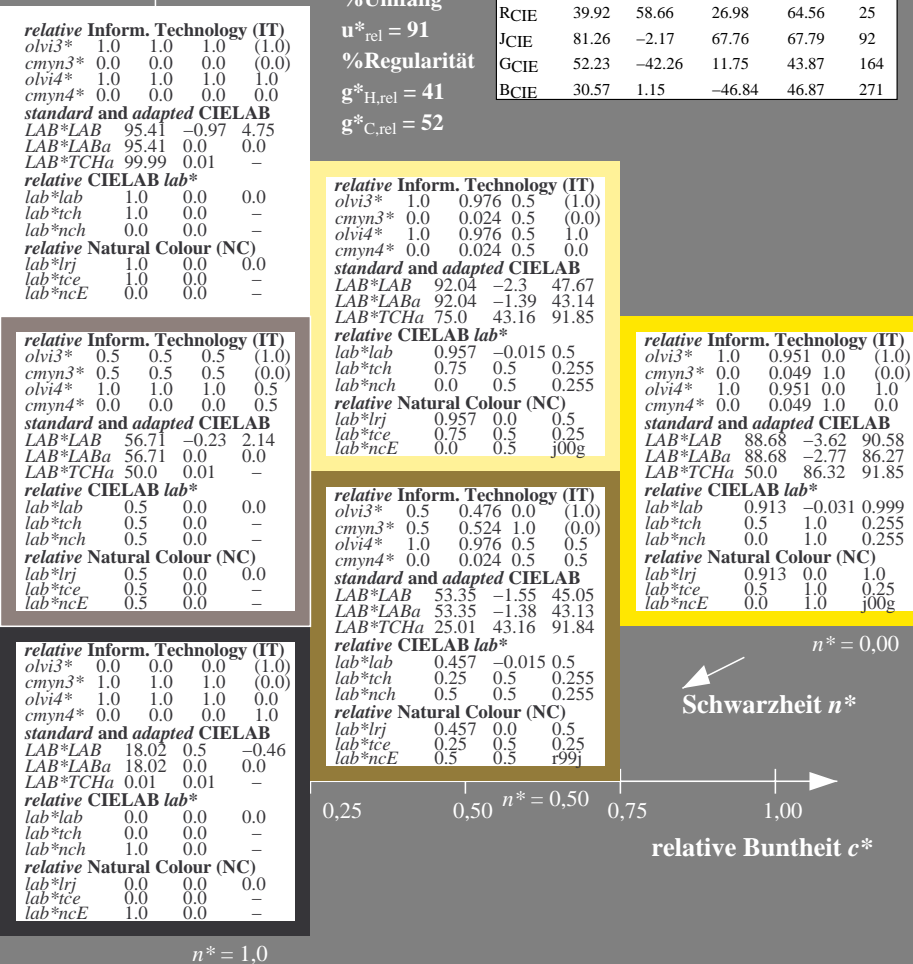 %Umfang
u*rel = 91
%Regularität
g*H,rel = 41
g*C,rel = 52
RCIE 39.92 58.66 26.98 64.56 25
JCIE 81.26 −2.17 67.76 67.79 92
GCIE 52.23 −42.26 11.75 43.87 164
BCIE 30.57 1.15 −46.84 46.87 271
relative Inform. Technology (IT)
olvi3* 1.0 1.0 1.0 (1.0)
cmyn3* 0.0 0.0 0.0 (0.0)
olvi4* 1.0 1.0 1.0 1.0
cmyn4* 0.0 0.0 0.0 0.0
standard and adapted CIELAB
LAB*LAB 95.41 −0.97 4.75
LAB*LABa 95.41 0.0 0.0
LAB*TCHa 99.99 0.01 –
relative CIELAB lab*
lab*lab 1.0 0.0 0.0
lab*tch 1.0 0.0 –
lab*nch 0.0 0.0 –
relative Natural Colour (NC)
lab*lrj 1.0 0.0 0.0
lab*tce 1.0 0.0 –
lab*ncE 0.0 0.0 –
relative Inform. Technology (IT)
olvi3* 1.0 0.976 0.5 (1.0)
cmyn3* 0.0 0.024 0.5 (0.0)
olvi4* 1.0 0.976 0.5 1.0
cmyn4* 0.0 0.024 0.5 0.0
standard and adapted CIELAB
LAB*LAB 92.04 −2.3 47.67
LAB*LABa 92.04 −1.39 43.14
LAB*TCHa 75.0 43.16 91.85
relative CIELAB lab*
lab*lab 0.957 −0.015 0.5
lab*tch 0.75 0.5 0.255
lab*nch 0.0 0.5 0.255
relative Natural Colour (NC)
lab*lrj 0.957 0.0 0.5
lab*tce 0.75 0.5 0.25
lab*ncE 0.0 0.5 j00g
relative Inform. Technology (IT)
olvi3* 0.5 0.5 0.5 (1.0)
cmyn3* 0.5 0.5 0.5 (0.0)
olvi4* 1.0 1.0 1.0 0.5
cmyn4* 0.0 0.0 0.0 0.5
standard and adapted CIELAB
LAB*LAB 56.71 −0.23 2.14
LAB*LABa 56.71 0.0 0.0
LAB*TCHa 50.0 0.01 –
relative CIELAB lab*
lab*lab 0.5 0.0 0.0
lab*tch 0.5 0.0 –
lab*nch 0.5 0.0 –
relative Natural Colour (NC)
lab*lrj 0.5 0.0 0.0
lab*tce 0.5 0.0 –
lab*ncE 0.5 0.0 –
relative Inform. Technology (IT)
olvi3* 1.0 0.951 0.0 (1.0)
cmyn3* 0.0 0.049 1.0 (0.0)
olvi4* 1.0 0.951 0.0 1.0
cmyn4* 0.0 0.049 1.0 0.0
standard and adapted CIELAB
LAB*LAB 88.68 −3.62 90.58
LAB*LABa 88.68 −2.77 86.27
LAB*TCHa 50.0 86.32 91.85
relative CIELAB lab*
lab*lab 0.913 −0.031 0.999
lab*tch 0.5 1.0 0.255
lab*nch 0.0 1.0 0.255
relative Natural Colour (NC)
lab*lrj 0.913 0.0 1.0
lab*tce 0.5 1.0 0.25
lab*ncE 0.0 1.0 j00g
relative Inform. Technology (IT)
olvi3* 0.5 0.476 0.0 (1.0)
cmyn3* 0.5 0.524 1.0 (0.0)
olvi4* 1.0 0.976 0.5 0.5
cmyn4* 0.0 0.024 0.5 0.5
standard and adapted CIELAB
LAB*LAB 53.35 −1.55 45.05
LAB*LABa 53.35 −1.38 43.13
LAB*TCHa 25.01 43.16 91.84
relative CIELAB lab*
lab*lab 0.457 −0.015 0.5
lab*tch 0.25 0.5 0.255
lab*nch 0.5 0.5 0.255
relative Natural Colour (NC)
lab*lrj 0.457 0.0 0.5
lab*tce 0.25 0.5 0.25
lab*ncE 0.5 0.5 r99j
relative Inform. Technology (IT)
olvi3* 0.0 0.0 0.0 (1.0)
cmyn3* 1.0 1.0 1.0 (0.0)
olvi4* 1.0 1.0 1.0 0.0
cmyn4* 0.0 0.0 0.0 1.0
standard and adapted CIELAB
LAB*LAB 18.02 0.5 −0.46
LAB*LABa 18.02 0.0 0.0
LAB*TCHa 0.01 0.01 –
relative CIELAB lab*
lab*lab 0.0 0.0 0.0
lab*tch 0.0 0.0 –
lab*nch 1.0 0.0 –
relative Natural Colour (NC)
lab*lrj 0.0 0.0 0.0
lab*tce 0.0 0.0 –
lab*ncE 1.0 0.0 –
n* = 0,00
Schwarzheit n*
0,25 0,50 n* = 0,50 0,75 1,00
relative Buntheit c*
n* = 1,0